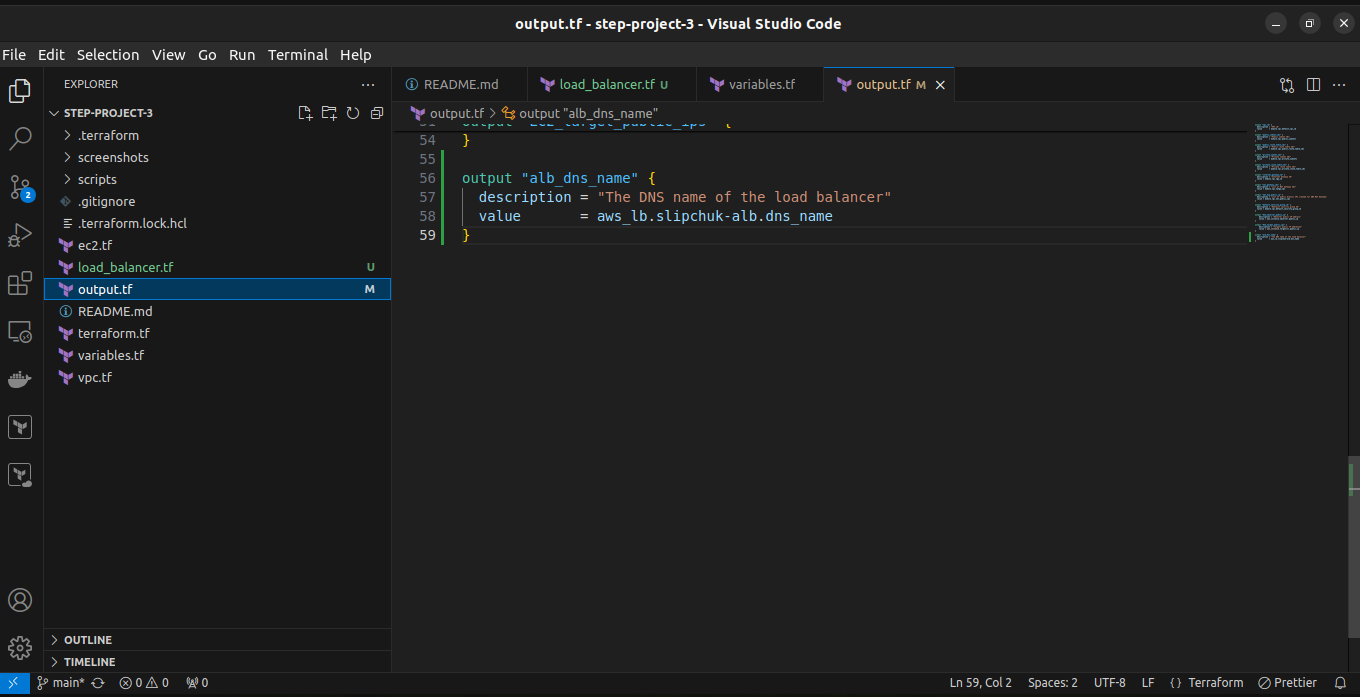 output.tf - step-project-3 - Visual Studio Code
File Edit Selection View Go Run Terminal Help
EXPLORER
README.md
load_balancer.tf U
variables.tf
output.tf M
STEP-PROJECT-3
output.tf > output "alb_dns_name"
.terraform
screenshots
scripts
.gitignore
.terraform.lock.hcl
ec2.tf
load_balancer.tf U
output.tf M
README.md
terraform.tf
variables.tf
vpc.tf
51 output "ec2_target_public_ips" {
54 }
55
56 output "alb_dns_name" {
57 description = "The DNS name of the load balancer"
58 value = aws_lb.slipchuk-alb.dns_name
59 }
2
OUTLINE
TIMELINE
main* 0 0 0 Ln 59, Col 2 Spaces: 2 UTF-8 LF {} Terraform Prettier